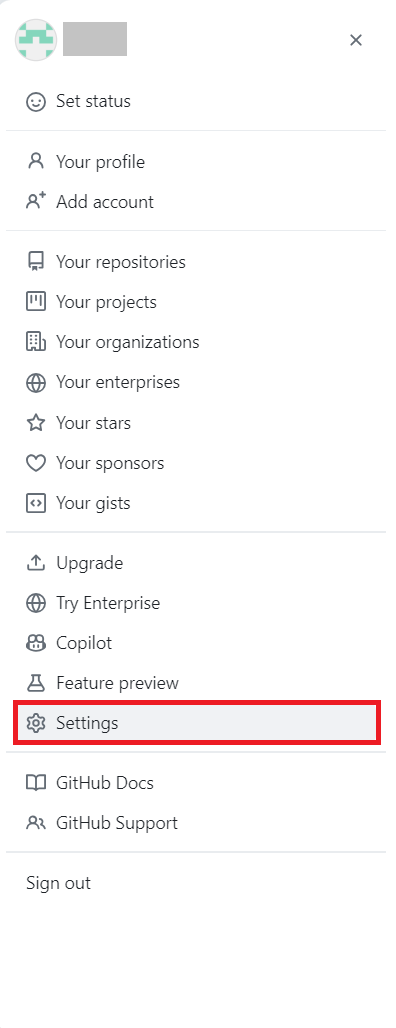 Set status
Your profile
Add account
Your repositories
Your projects
Your organizations
Your enterprises
Your stars
Your sponsors
Your gists
Upgrade
Try Enterprise
Copilot
Feature preview
Settings
GitHub Docs
GitHub Support
Sign out